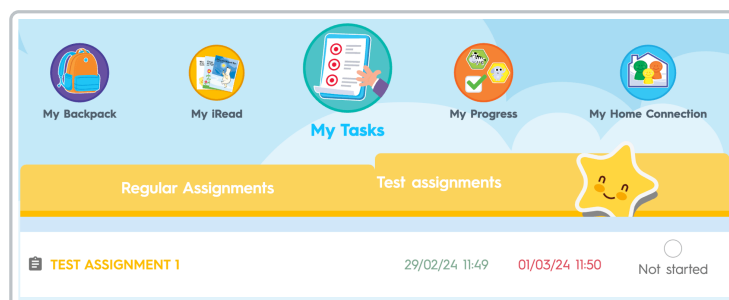 My Backpack
My iRead
My Tasks
My Progress
My Home Connection
Regular Assignments
Test assignments
TEST ASSIGNMENT 1 29/02/24 11:49 01/03/24 11:50 Not started